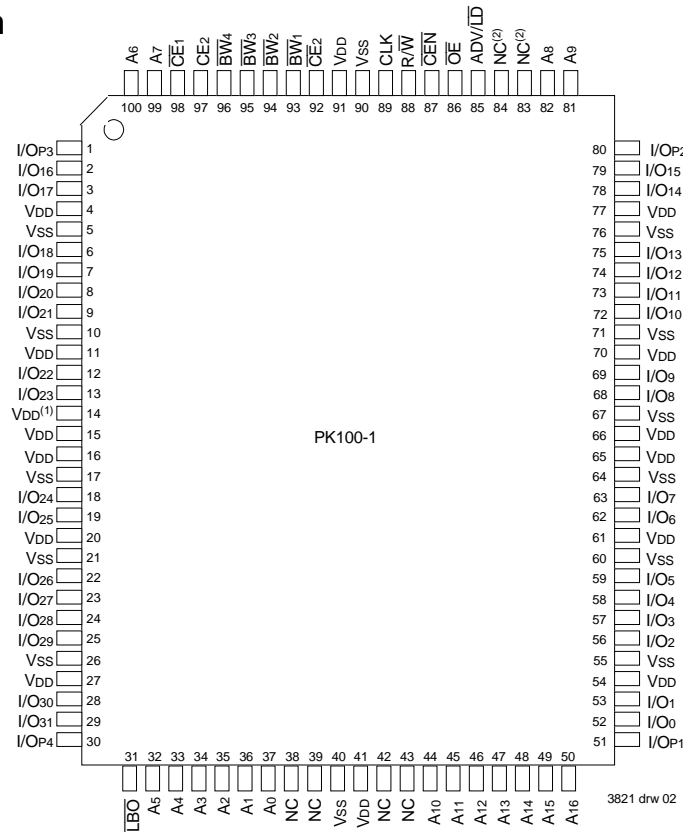 n
A6
A7
CE1
CE2
BW4
BW3
BW2
BW1
CE2
VDD
VSS
CLK
R/W
CEN
OE
ADV/LD
NC(2)
NC(2)
A8
A9
100 99 98 97 96 95 94 93 92 91 90 89 88 87 86 85 84 83 82 81
I/OP3 1
I/O16 2
I/O17 3
VDD 4
VSS 5
I/O18 6
I/O19 7
I/O20 8
I/O21 9
VSS 10
VDD 11
I/O22 12
I/O23 13
VDD(1) 14
VDD 15
VDD 16
VSS 17
I/O24 18
I/O25 19
VDD 20
VSS 21
I/O26 22
I/O27 23
I/O28 24
I/O29 25
VSS 26
VDD 27
I/O30 28
I/O31 29
I/OP4 30
PK100-1
80 I/OP2
79 I/O15
78 I/O14
77 VDD
76 VSS
75 I/O13
74 I/O12
73 I/O11
72 I/O10
71 VSS
70 VDD
69 I/O9
68 I/O8
67 VSS
66 VDD
65 VDD
64 VSS
63 I/O7
62 I/O6
61 VDD
60 VSS
59 I/O5
58 I/O4
57 I/O3
56 I/O2
55 VSS
54 VDD
53 I/O1
52 I/O0
51 I/OP1
31 32 33 34 35 36 37 38 39 40 41 42 43 44 45 46 47 48 49 50
LBO
A5
A4
A3
A2
A1
A0
NC
NC
VSS
VDD
NC
NC
A10
A11
A12
A13
A14
A15
A16
3821 drw 02